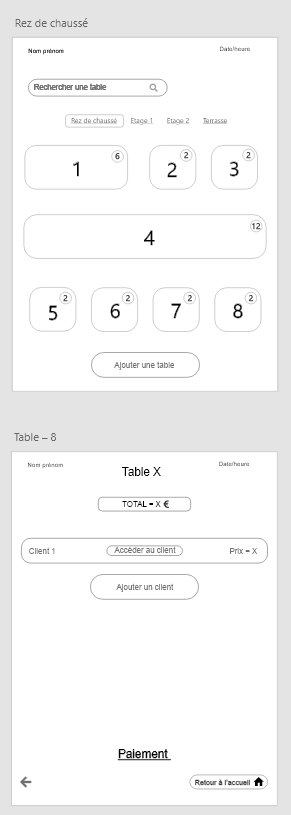 Rez de chaussé
Nom prénom Date/heure
Rechercher une table
Rez de chaussé Etage 1 Etage 2 Terrasse
1 6 2 2 3 2
4 12
5 2 6 2 7 2 8 2
Ajouter une table
Table – 8
Nom prénom Table X Date/heure
TOTAL = X €
Client 1 Accéder au client Prix = X
Ajouter un client
Paiement
Retour à l'accueil